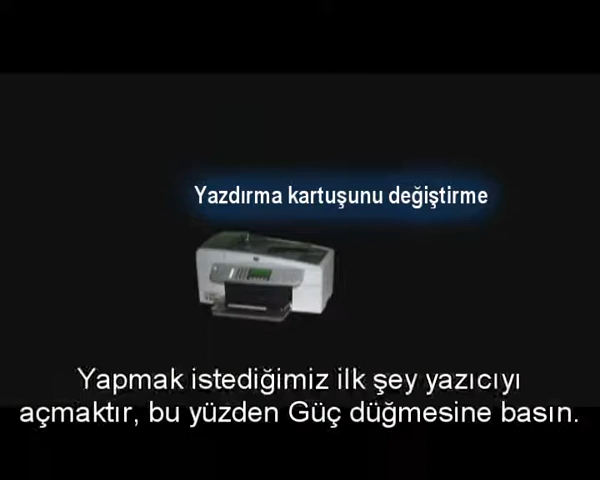 Yazdırma kartuşunu değiştirme
Yapmak istediğimiz ilk şey yazıcıyı
açmaktır, bu yüzden Güç düğmesine basın.